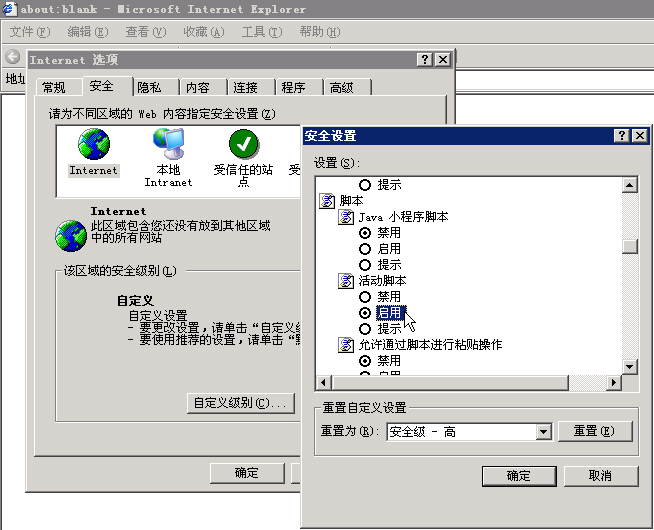 about:blank - Microsoft Internet Explorer
文件(F) 编辑(E) 查看(V) 收藏(A) 工具(T) 帮助(H)
Internet 选项
常规 安全 隐私 内容 连接 程序 高级
请为不同区域的 Web 内容指定安全设置(Z)
Internet 本地 Intranet 受信任的站点
Internet
此区域包含您还没有放到其他区域
中的所有网站
该区域的安全级别(L)
自定义
自定义设置
- 要更改设置，请单击“自定义
- 要使用推荐的设置，请单击“
自定义级别(C)...
确定
安全设置
设置(S):
提示
脚本
Java 小程序脚本
禁用
启用
提示
活动脚本
禁用
启用
提示
允许通过脚本进行粘贴操作
禁用
重置自定义设置
重置为(R): 安全级 - 高 重置(E)
确定 取消